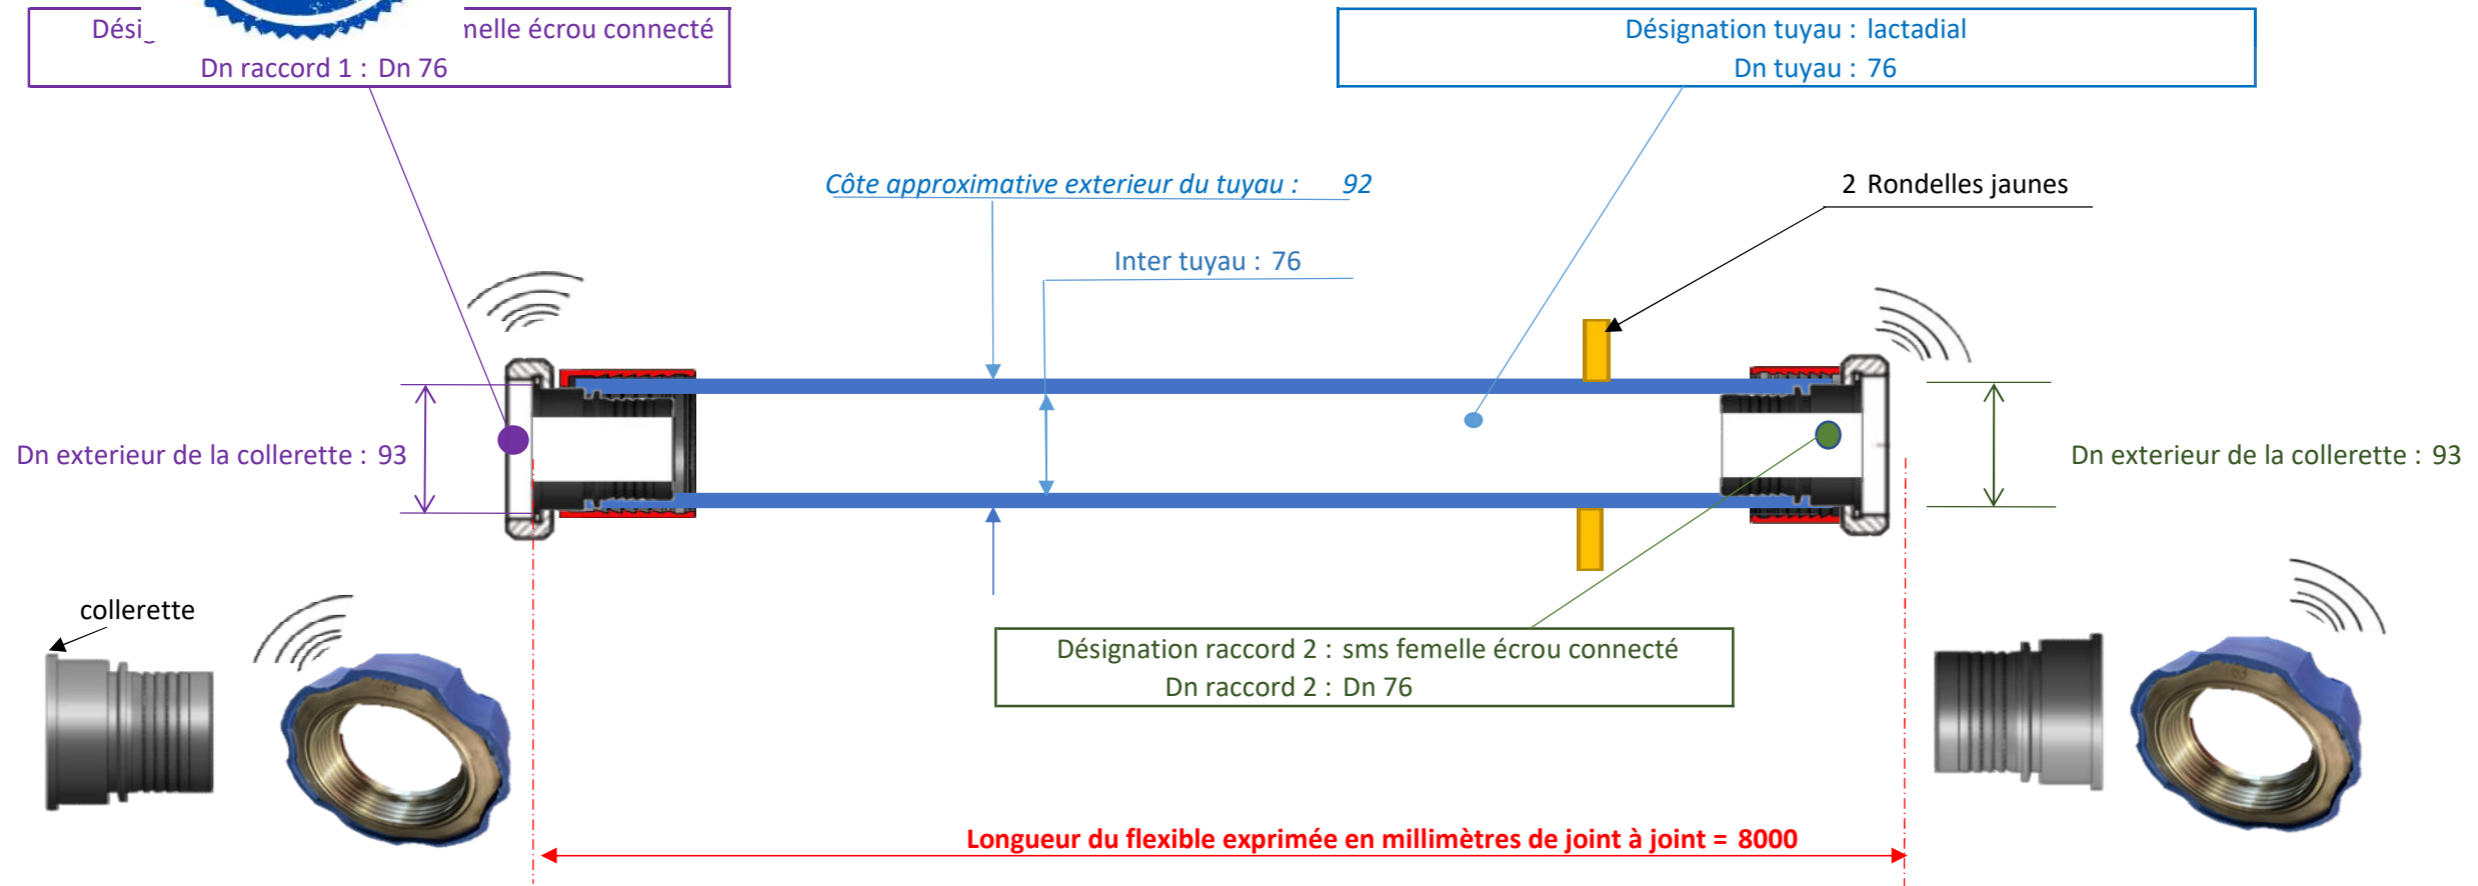 femelle écrou connecté
Dn raccord 1 : Dn 76
Désignation tuyau : lactadial
Dn tuyau : 76
Côte approximative exterieur du tuyau : 92
2 Rondelles jaunes
Inter tuyau : 76
Dn exterieur de la collerette : 93
Dn exterieur de la collerette : 93
collerette
Désignation raccord 2 : sms femelle écrou connecté
Dn raccord 2 : Dn 76
Longueur du flexible exprimée en millimètres de joint à joint = 8000